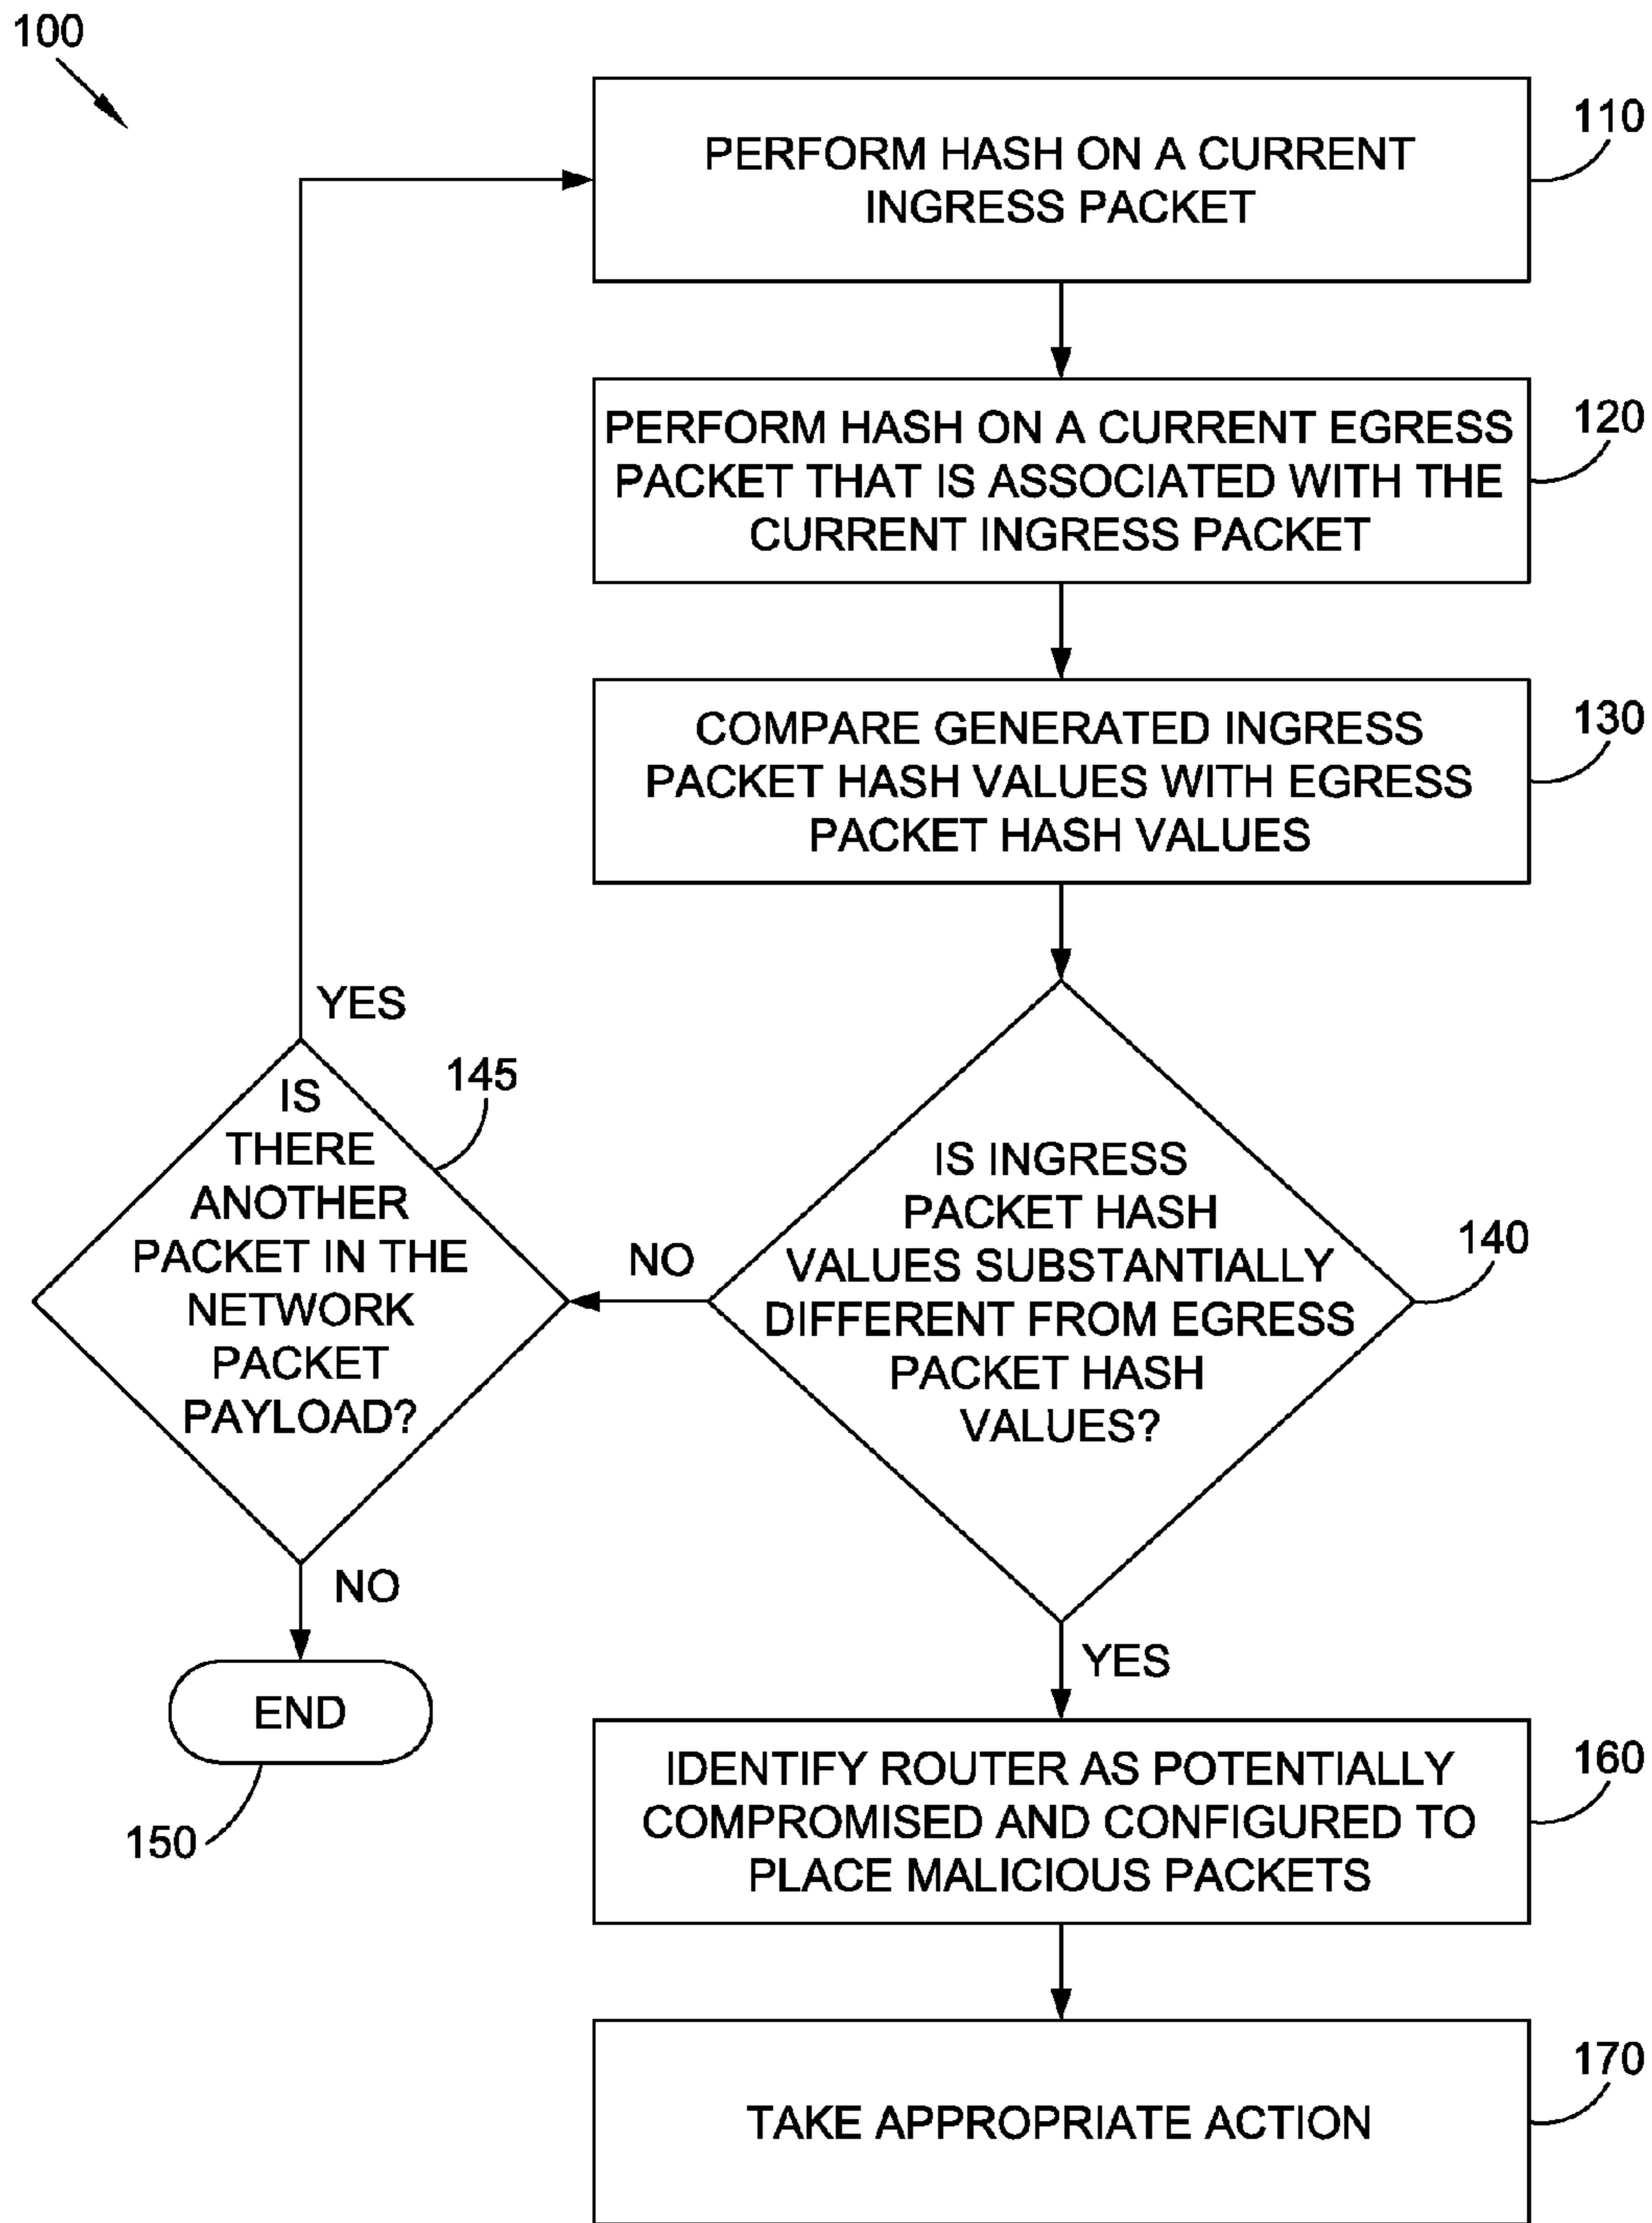 100
PERFORM HASH ON A CURRENT
INGRESS PACKET
110
PERFORM HASH ON A CURRENT EGRESS
PACKET THAT IS ASSOCIATED WITH THE
CURRENT INGRESS PACKET
120
COMPARE GENERATED INGRESS
PACKET HASH VALUES WITH EGRESS
PACKET HASH VALUES
130
IS INGRESS
PACKET HASH
VALUES SUBSTANTIALLY
DIFFERENT FROM EGRESS
PACKET HASH
VALUES?
140
NO
YES
IS
THERE
ANOTHER
PACKET IN THE
NETWORK
PACKET
PAYLOAD?
145
YES
NO
END
150
IDENTIFY ROUTER AS POTENTIALLY
COMPROMISED AND CONFIGURED TO
PLACE MALICIOUS PACKETS
160
TAKE APPROPRIATE ACTION
170